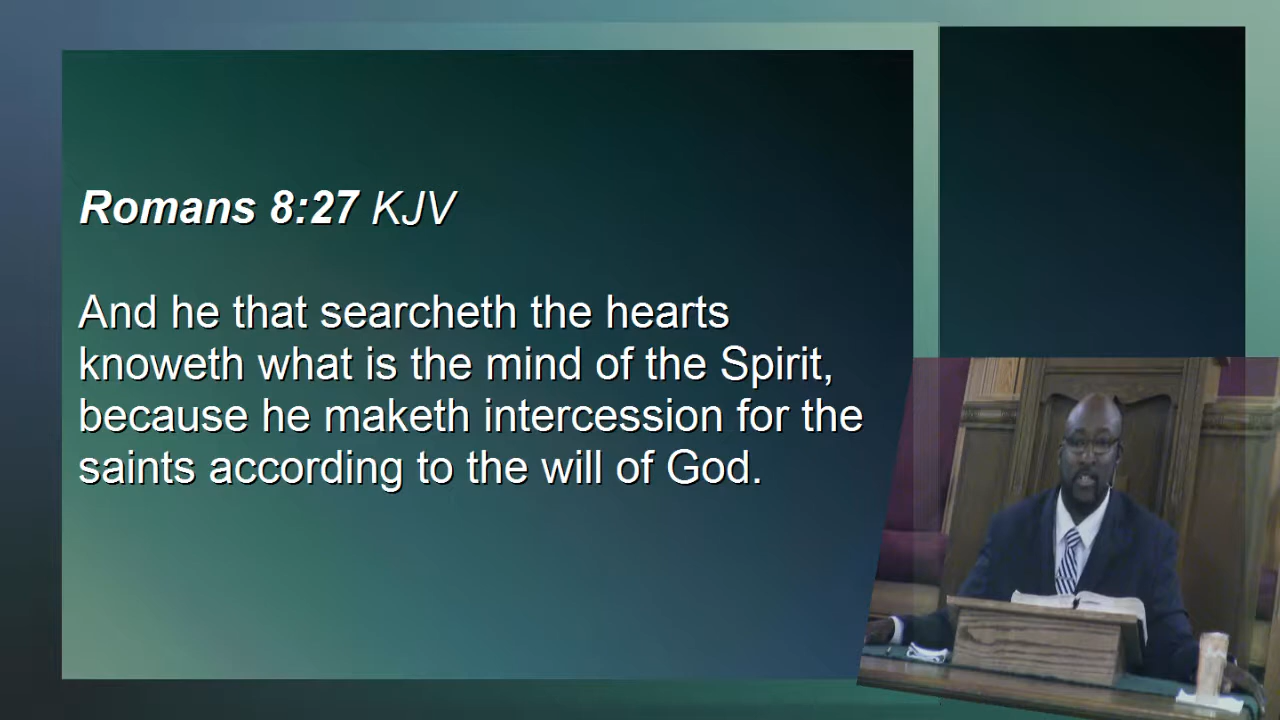 Romans 8:27 KJV
And he that searcheth the hearts
knoweth what is the mind of the Spirit,
because he maketh intercession for the
saints according to the will of God.